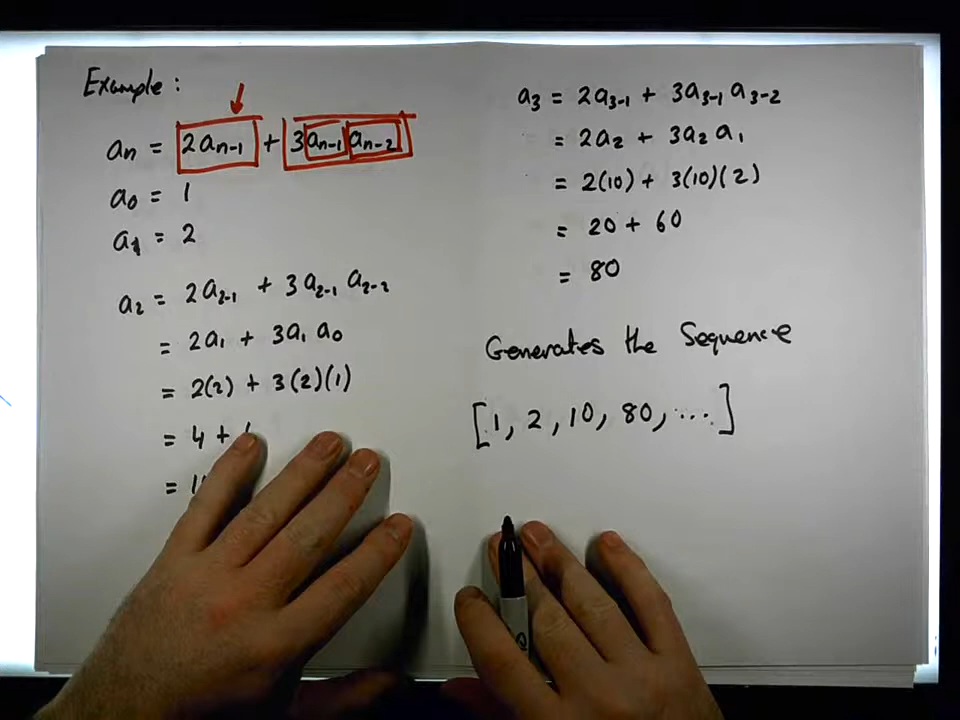 Example:
aₙ = 2aₙ₋₁ + 3aₙ₋₁ aₙ₋₂
a₀ = 1
a₁ = 2
a₂ = 2a₂₋₁ + 3a₂₋₁ a₂₋₂
= 2a₁ + 3a₁ a₀
= 2(2) + 3(2)(1)
= 4 +
= 1
a₃ = 2a₃₋₁ + 3a₃₋₁ a₃₋₂
= 2a₂ + 3a₂ a₁
= 2(10) + 3(10)(2)
= 20 + 60
= 80
Generates the Sequence
[1, 2, 10, 80, ...]